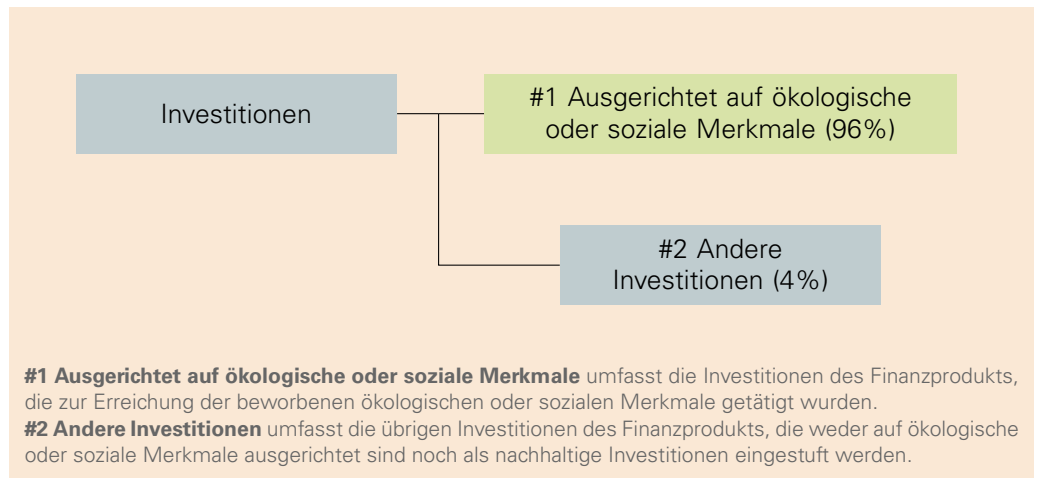 Investitionen
#1 Ausgerichtet auf ökologische
oder soziale Merkmale (96%)
#2 Andere
Investitionen (4%)
#1 Ausgerichtet auf ökologische oder soziale Merkmale umfasst die Investitionen des Finanzprodukts,
die zur Erreichung der beworbenen ökologischen oder sozialen Merkmale getätigt wurden.
#2 Andere Investitionen umfasst die übrigen Investitionen des Finanzprodukts, die weder auf ökologische
oder soziale Merkmale ausgerichtet sind noch als nachhaltige Investitionen eingestuft werden.